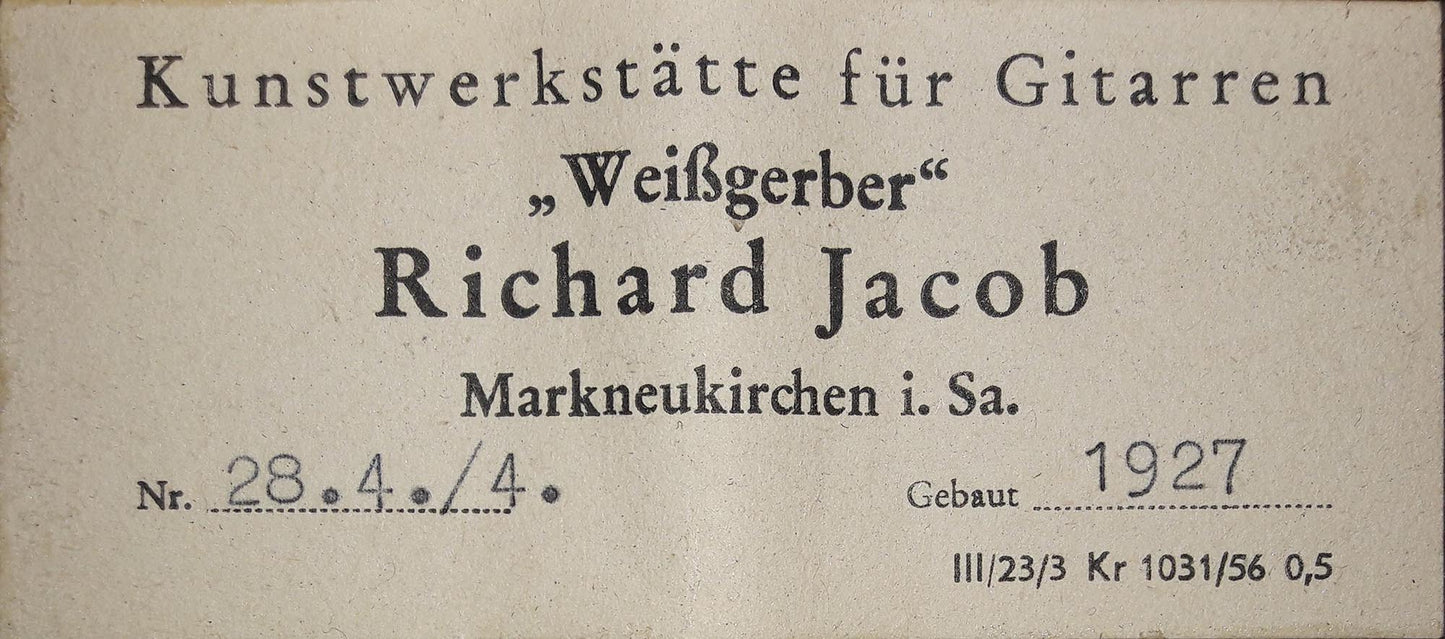 Kunstwerkstätte für Gitarren
„Weißgerber“
Richard Jacob
Markneukirchen i. Sa.
Nr. 28.4./4. Gebaut 1927
III/23/3 Kr 1031/56 0,5